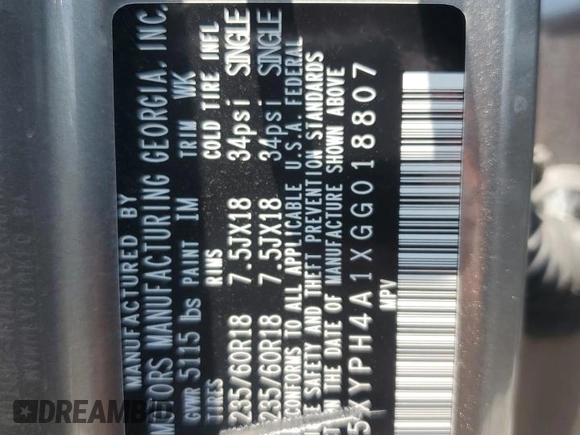 MANUFACTURED BY
MOTORS MANUFACTURING GEORGIA, INC.
GWR 5115 lbs PAINT IM TRIM WK
TIRES RIMS COLD TIRE INFL
235/60R18 7.5JX18 34psi SINGLE
235/60R18 7.5JX18 34psi SINGLE
CONFORMS TO ALL APPLICABLE U.S.A. FEDERAL
SAFETY AND THEFT PREVENTION STANDARDS
IN THE DATE OF MANUFACTURE SHOWN ABOVE
5XYPH4A1XGG018807
MPV
DREAMBID